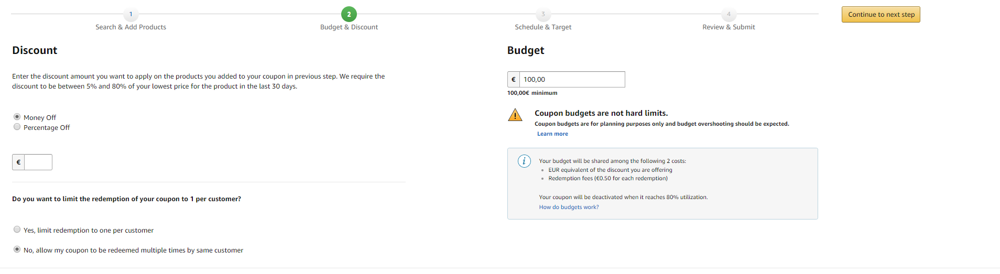 1
2
3
4
Continue to next step
Search & Add Products
Budget & Discount
Schedule & Target
Review & Submit
Discount
Enter the discount amount you want to apply on the products you added to your coupon in previous step. We require the
discount to be between 5% and 80% of your lowest price for the product in the last 30 days.
Money Off
Percentage Off
€
Do you want to limit the redemption of your coupon to 1 per customer?
Yes, limit redemption to one per customer
No, allow my coupon to be redeemed multiple times by same customer
Budget
€ 100,00
100,00€ minimum
Coupon budgets are not hard limits.
Coupon budgets are for planning purposes only and budget overshooting should be expected.
Learn more
Your budget will be shared among the following 2 costs:
EUR equivalent of the discount you are offering
Redemption fees (€0.50 for each redemption)
Your coupon will be deactivated when it reaches 80% utilization.
How do budgets work?